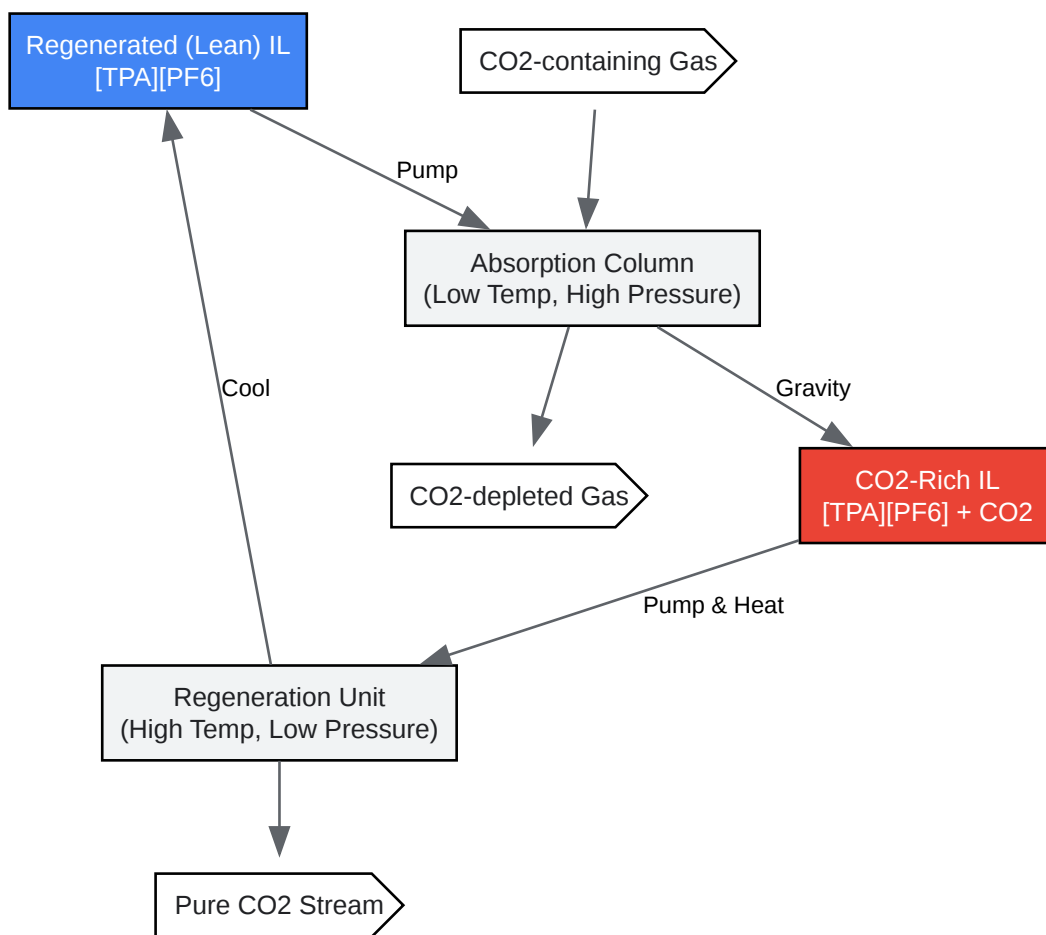 Regenerated (Lean) IL
[TPA][PF6]
CO2-containing Gas
Pump
Absorption Column
(Low Temp, High Pressure)
Cool
Gravity
CO2-depleted Gas
CO2-Rich IL
[TPA][PF6] + CO2
Pump & Heat
Regeneration Unit
(High Temp, Low Pressure)
Pure CO2 Stream